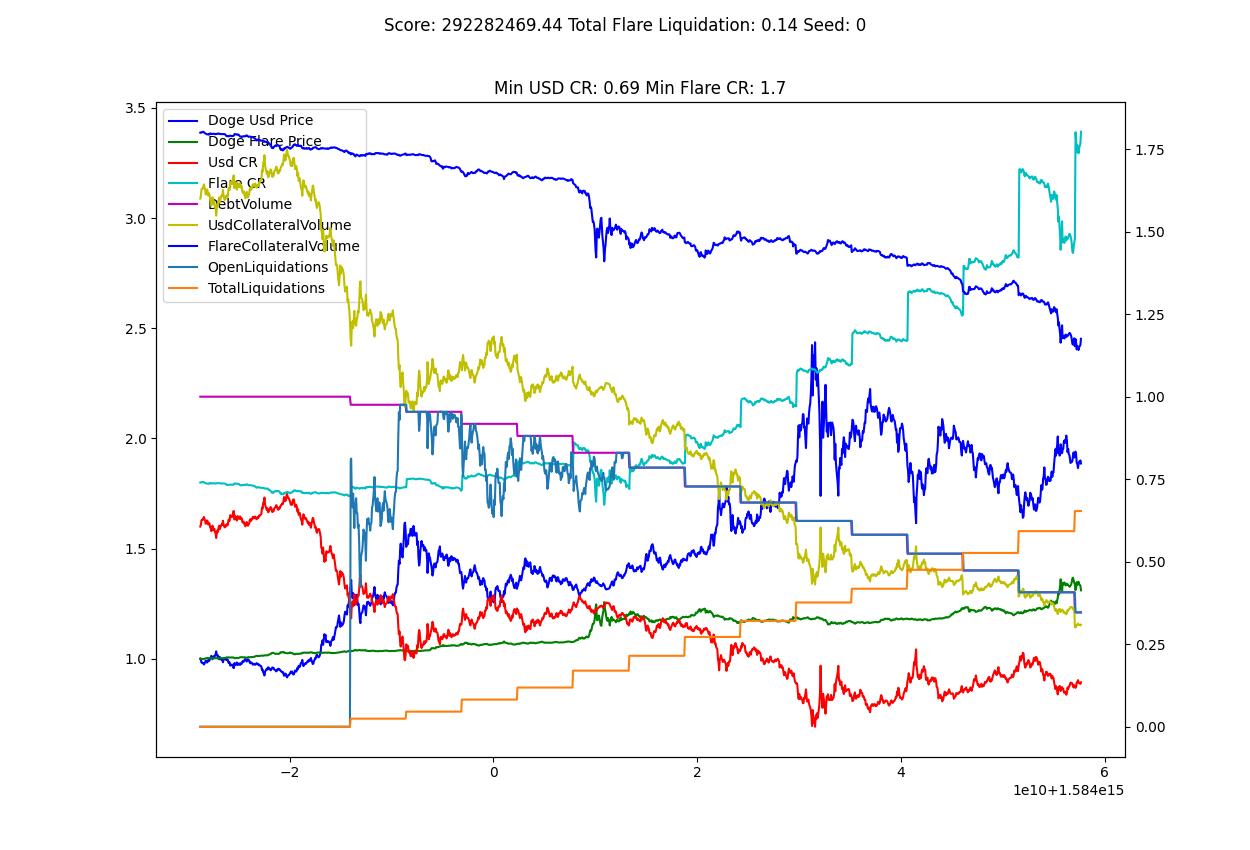 Score: 292282469.44 Total Flare Liquidation: 0.14 Seed: 0
Min USD CR: 0.69 Min Flare CR: 1.7
Doge Usd Price
Doge Flare Price
Usd CR
Flare CR
DebtVolume
UsdCollateralVolume
FlareCollateralVolume
OpenLiquidations
TotalLiquidations
3.5
3.0
2.5
2.0
1.5
1.0
1.75
1.50
1.25
1.00
0.75
0.50
0.25
0.00
−2 0 2 4 6
1e10+1.584e15